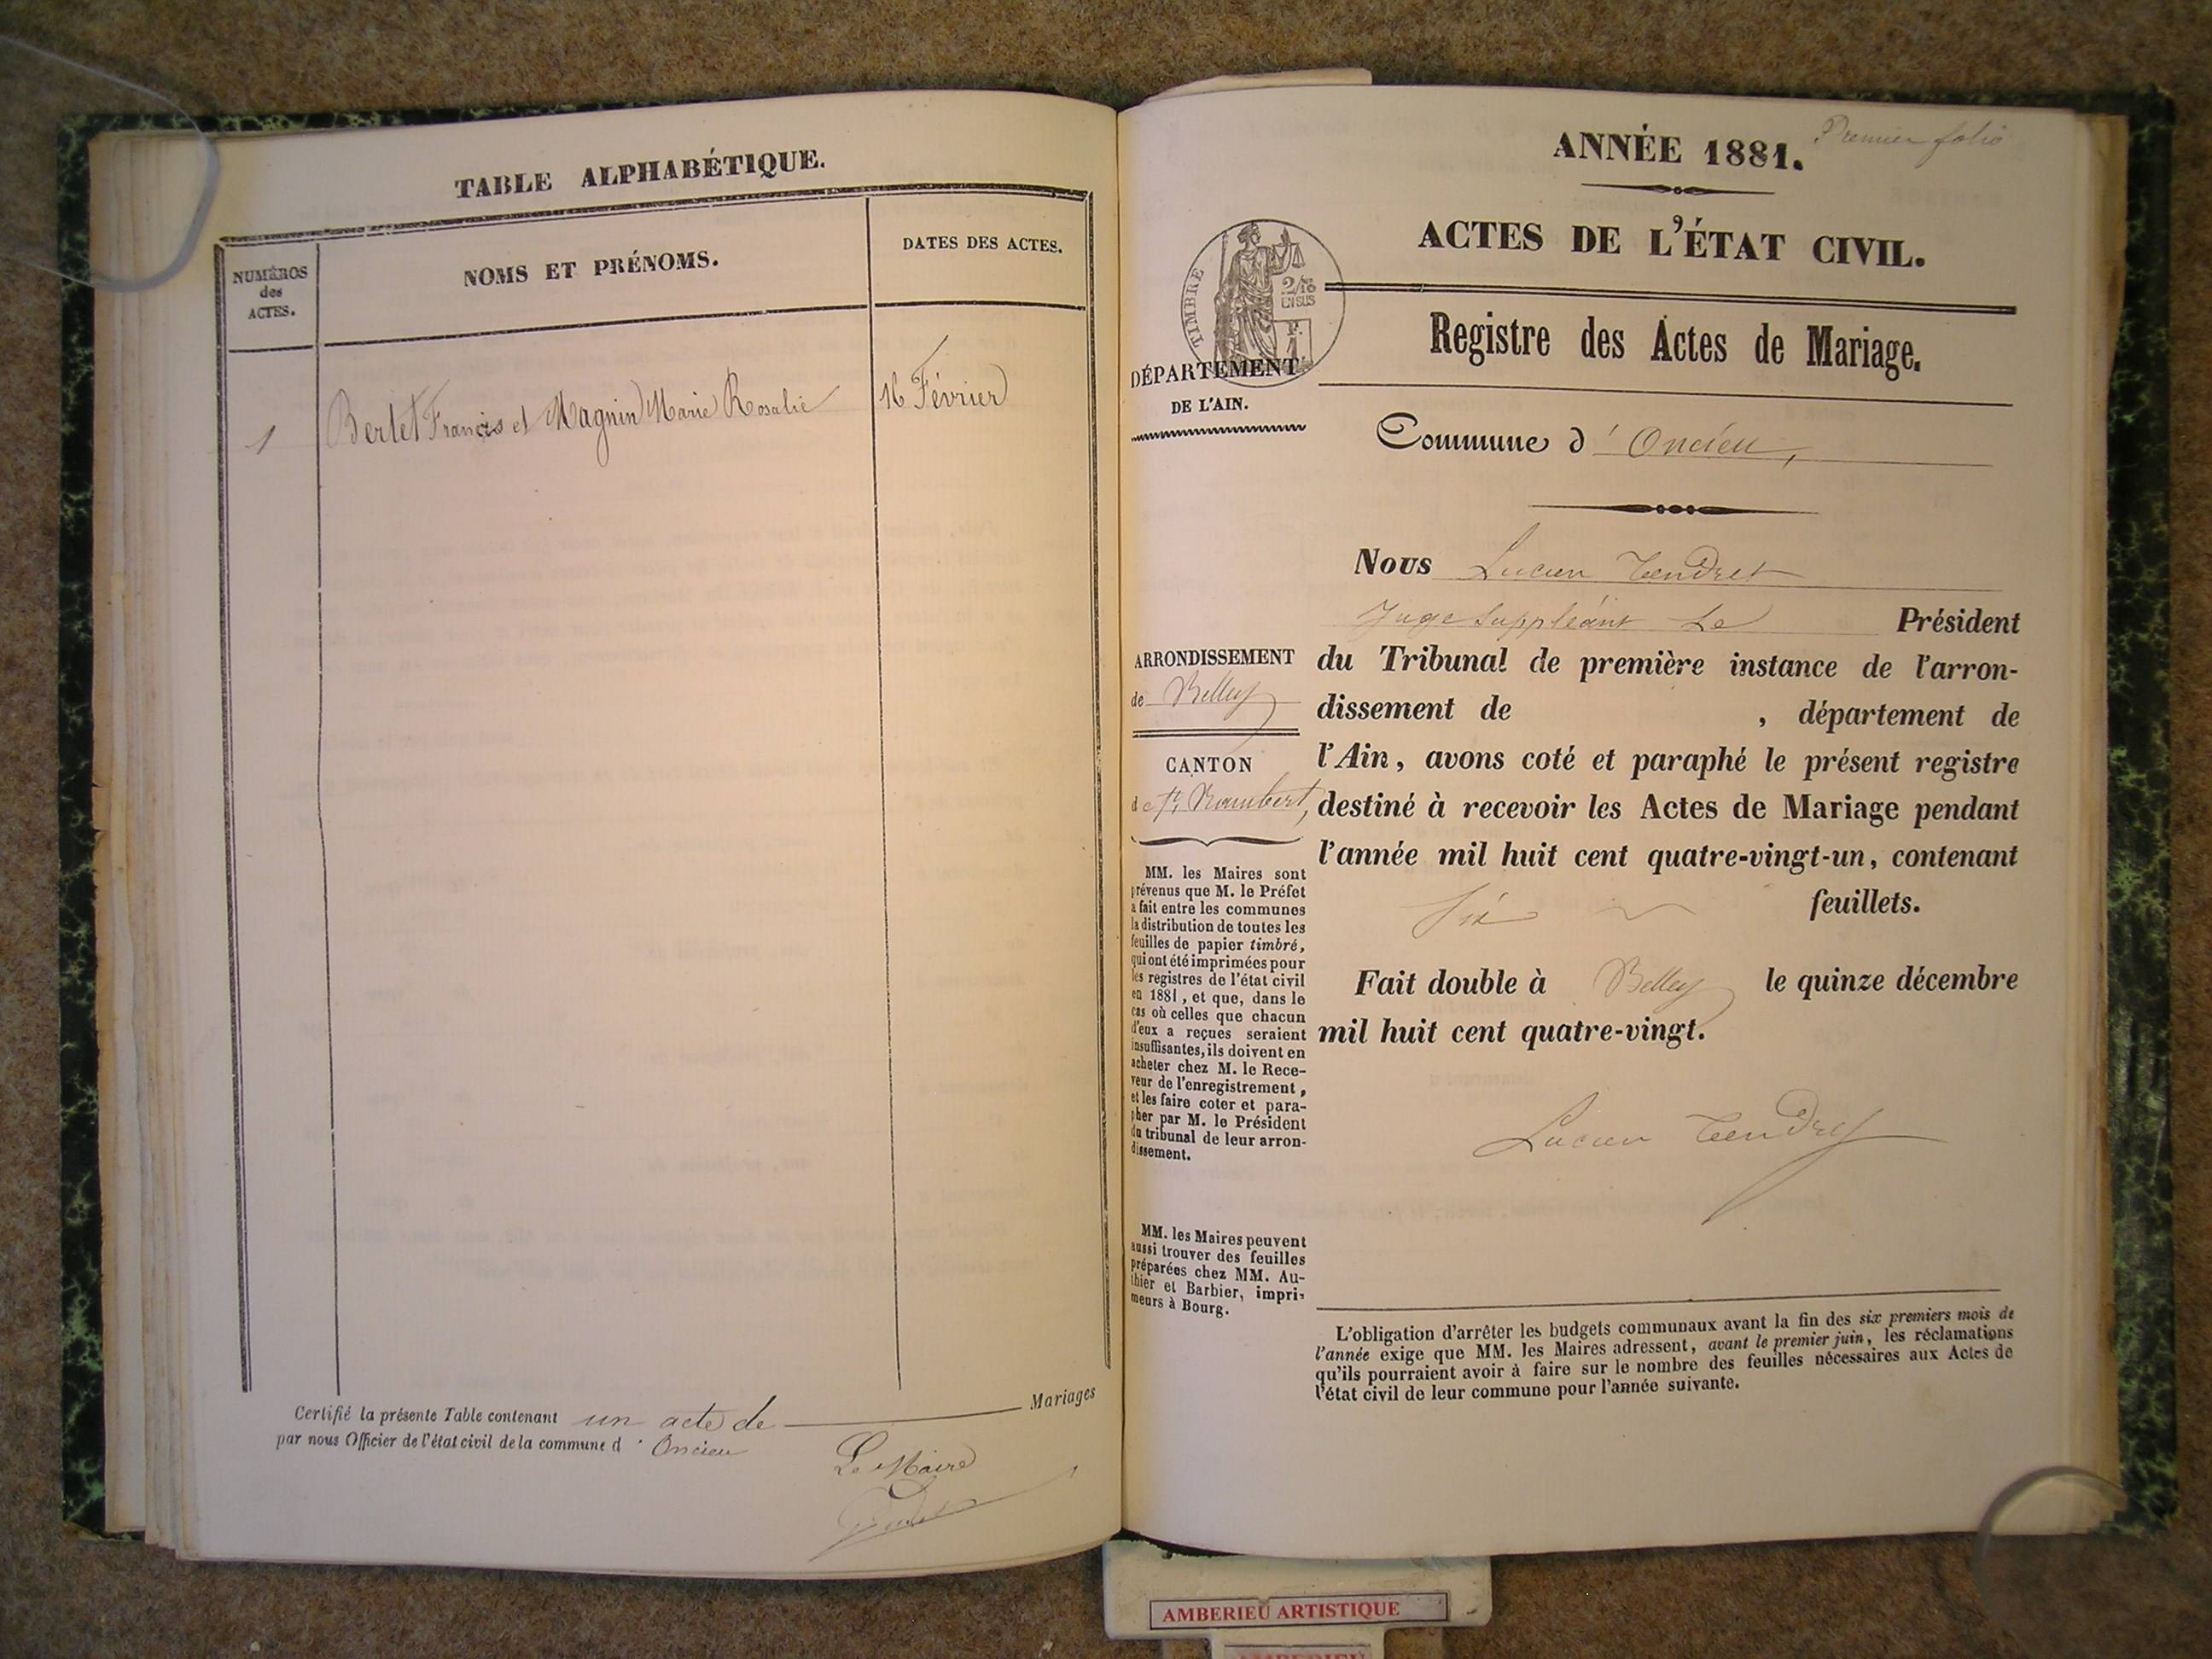 TABLE ALPHABÉTIQUE.
NUMÉROS
des
ACTES.
NOMS ET PRÉNOMS.
DATES DES ACTES.
1
Berlet Francis et Magnin Marie Rosalie
16 Février
Certifié la présente Table contenant un acte de Mariages
par nous Officier de l'état civil de la commune d'Oncieu
Le Maire
Premier folio
ANNÉE 1881.
ACTES DE L'ÉTAT CIVIL.
TIMBRE
2/10
EN SUS
Registre des Actes de Mariage.
DÉPARTEMENT
DE L'AIN.
Commune d'Oncieu,
ARRONDISSEMENT
de Belley
CANTON
de St Rambert,
MM. les Maires sont
prévenus que M. le Préfet
a fait entre les communes
la distribution de toutes les
feuilles de papier timbré,
qui ont été imprimées pour
les registres de l'état civil
en 1881, et que, dans le
cas où celles que chacun
d'eux a reçues seraient
insuffisantes, ils doivent en
acheter chez M. le Rece-
veur de l'enregistrement,
et les faire coter et para-
pher par M. le Président
du tribunal de leur arron-
dissement.
MM. les Maires peuvent
aussi trouver des feuilles
préparées chez MM. Au-
thier et Barbier, impri-
meurs à Bourg.
Nous Lucien Tendret
Juge Suppléant Le Président
du Tribunal de première instance de l'arron-
dissement de , département de
l'Ain, avons coté et paraphé le présent registre
destiné à recevoir les Actes de Mariage pendant
l'année mil huit cent quatre-vingt-un, contenant
six feuillets.
Fait double à Belley le quinze décembre
mil huit cent quatre-vingt.
Lucien Tendret
L'obligation d'arrêter les budgets communaux avant la fin des six premiers mois de
l'année exige que MM. les Maires adressent, avant le premier juin, les réclamations
qu'ils pourraient avoir à faire sur le nombre des feuilles nécessaires aux Actes de
l'état civil de leur commune pour l'année suivante.
AMBERIEU ARTISTIQUE
AMBERIEU